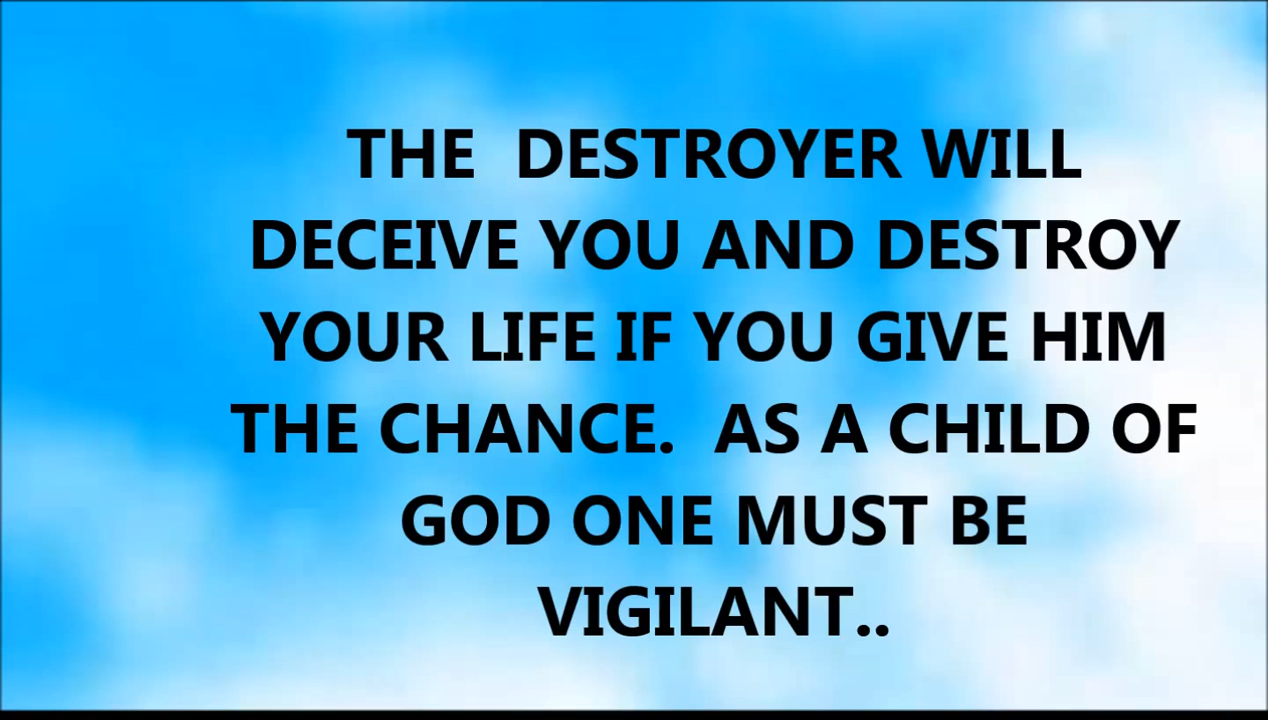 THE  DESTROYER WILL
DECEIVE YOU AND DESTROY
YOUR LIFE IF YOU GIVE HIM
THE CHANCE.  AS A CHILD OF
GOD ONE MUST BE
VIGILANT..